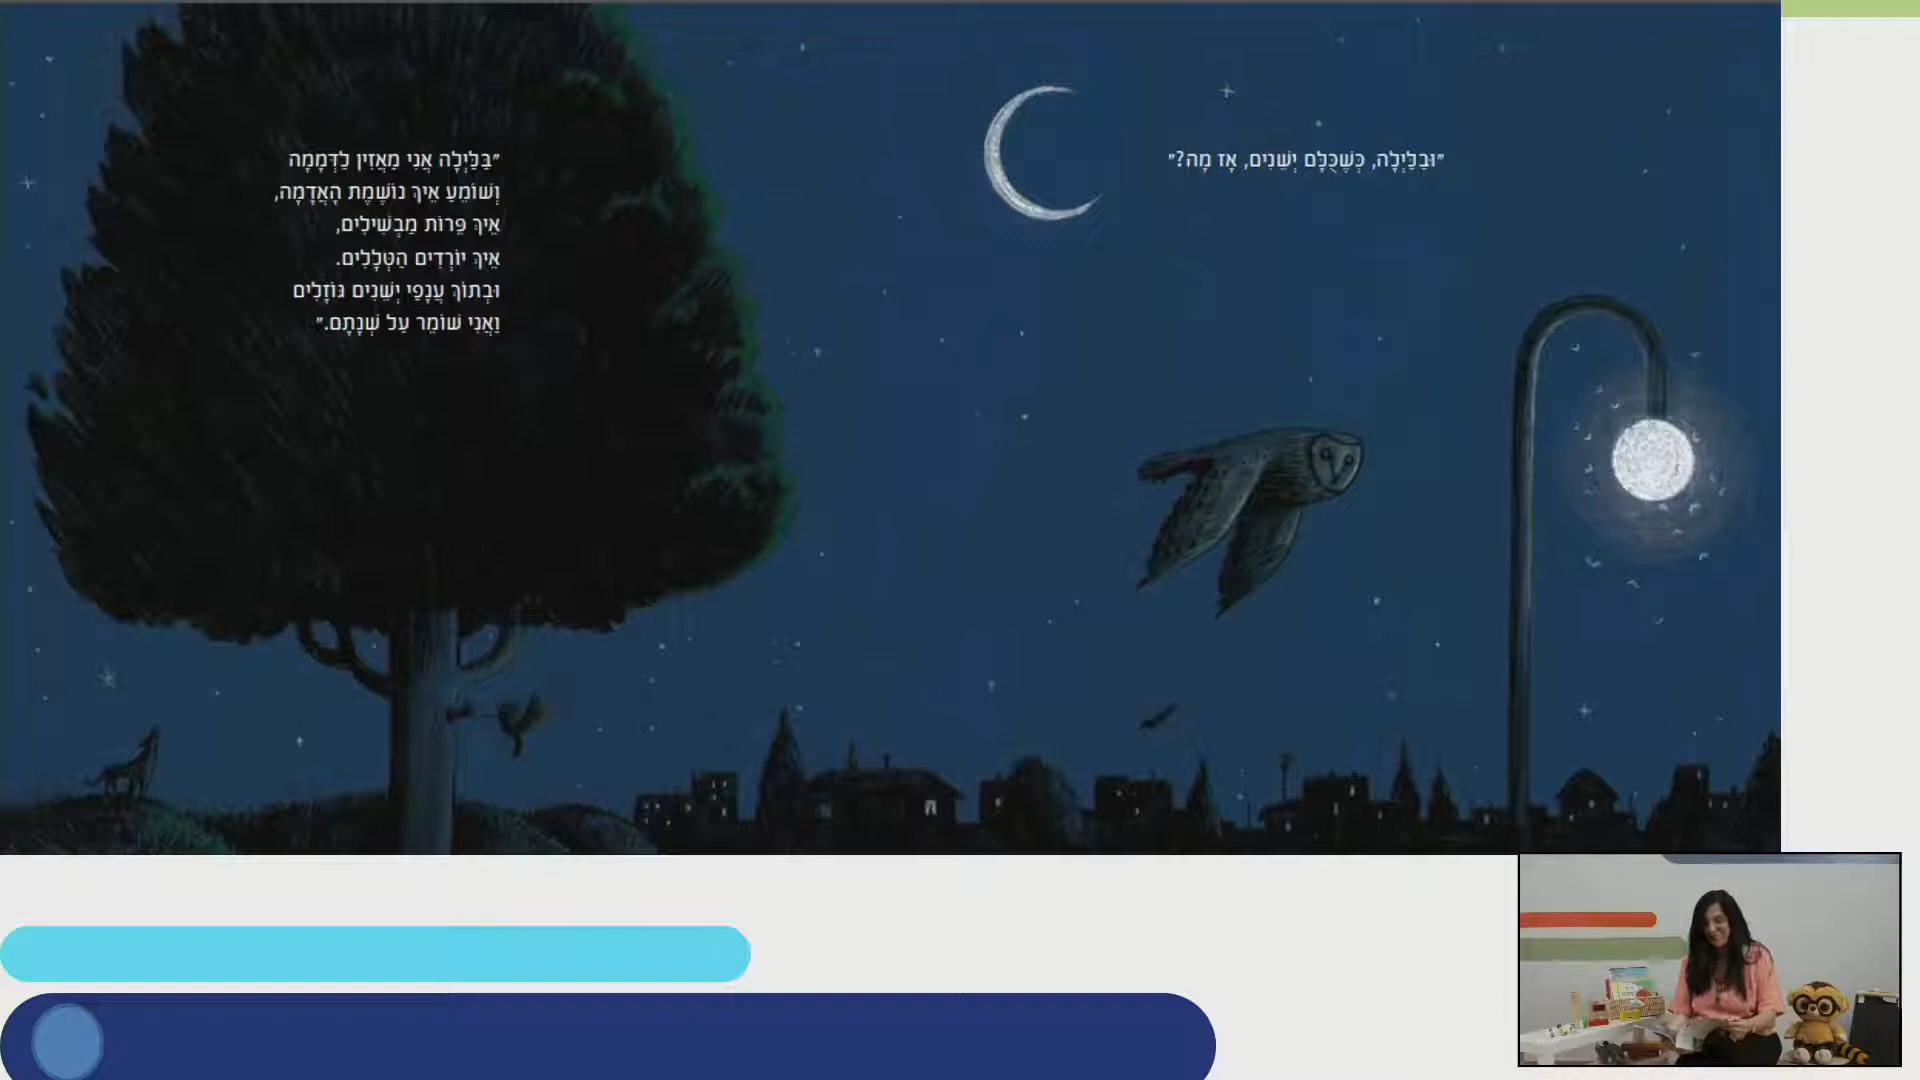 "וּבַלַּיְלָה, כְּשֶׁכֻּלָּם יְשֵׁנִים, אָז מָה?"
"בַּלַּיְלָה אֲנִי מַאֲזִין לַדְּמָמָה
וְשׁוֹמֵעַ אֵיךְ נוֹשֶׁמֶת הָאֲדָמָה,
אֵיךְ פֵּרוֹת מַבְשִׁילִים,
אֵיךְ יוֹרְדִים הַטְּלָלִים.
וּבְתוֹךְ עֲנָפַי יְשֵׁנִים גּוֹזָלִים
וַאֲנִי שׁוֹמֵר עַל שְׁנָתָם."